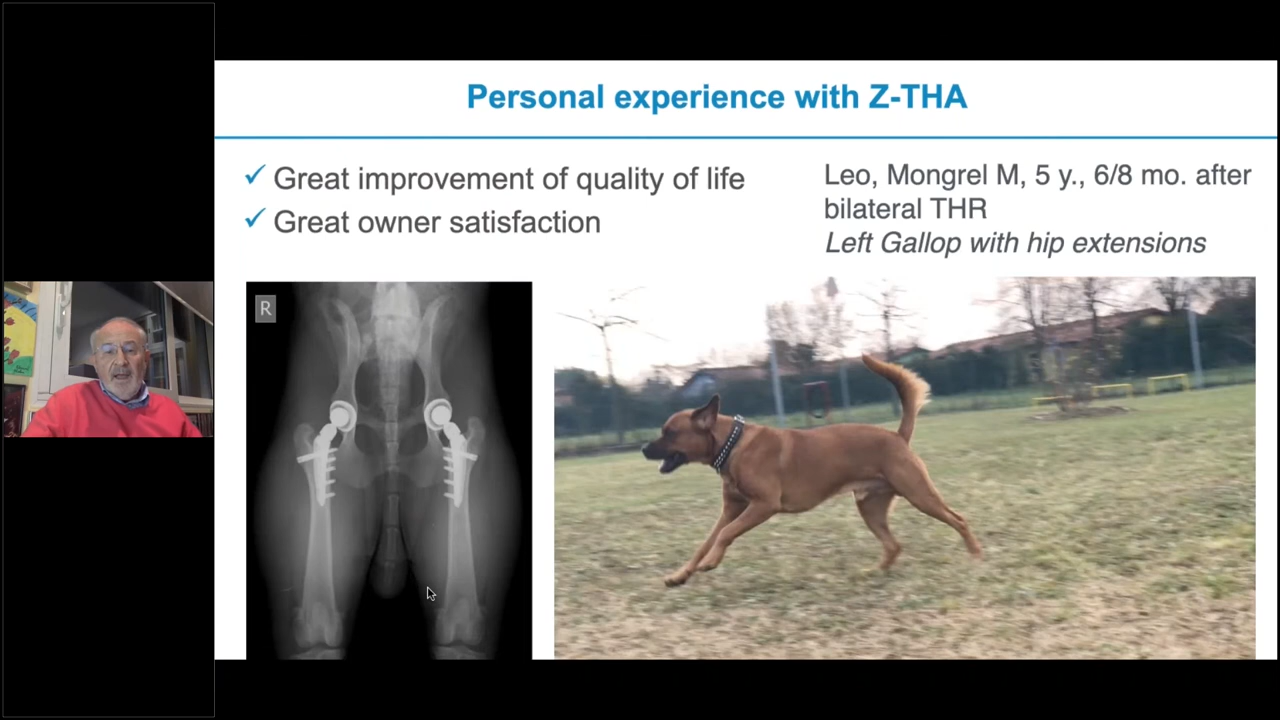 Personal experience with Z-THA
✓ Great improvement of quality of life
✓ Great owner satisfaction
Leo, Mongrel M, 5 y., 6/8 mo. after
bilateral THR
Left Gallop with hip extensions
R